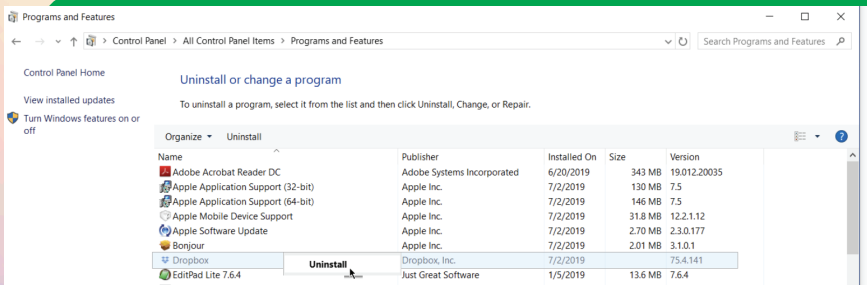 Programs and Features
Control Panel > All Control Panel Items > Programs and Features
Search Programs and Features
Control Panel Home
View installed updates
Turn Windows features on or
off
Uninstall or change a program
To uninstall a program, select it from the list and then click Uninstall, Change, or Repair.
Organize Uninstall
Name Publisher Installed On Size Version
Adobe Acrobat Reader DC Adobe Systems Incorporated 6/20/2019 343 MB 19.012.20035
Apple Application Support (32-bit) Apple Inc. 7/2/2019 130 MB 7.5
Apple Application Support (64-bit) Apple Inc. 7/2/2019 146 MB 7.5
Apple Mobile Device Support Apple Inc. 7/2/2019 31.8 MB 12.2.1.12
Apple Software Update Apple Inc. 7/2/2019 2.70 MB 2.3.0.177
Bonjour Apple Inc. 7/2/2019 2.01 MB 3.1.0.1
Dropbox Uninstall Dropbox, Inc. 7/2/2019 75.4.141
EditPad Lite 7.6.4 Just Great Software 1/5/2019 13.6 MB 7.6.4